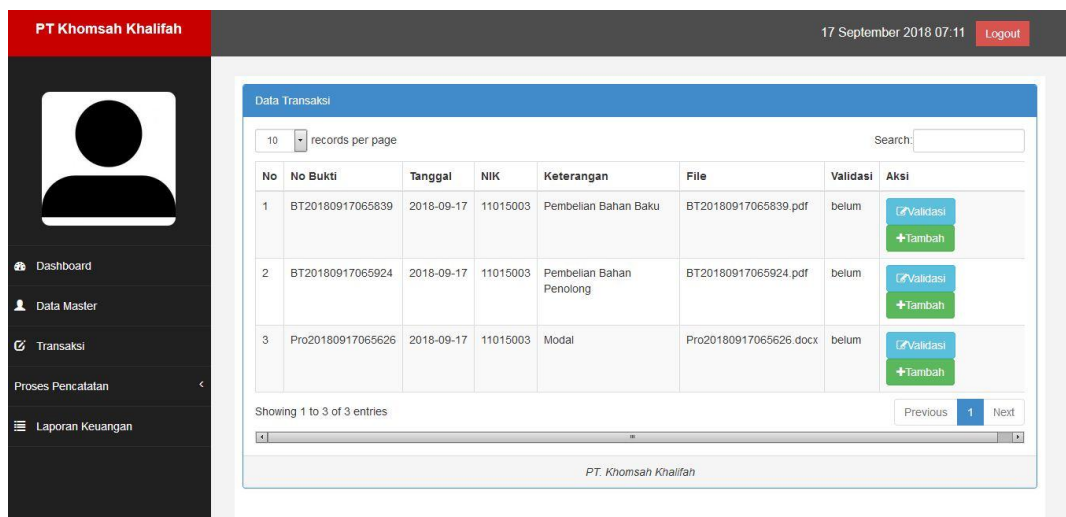 PT Khomsah Khalifah
17 September 2018 07:11 Logout
Dashboard
Data Master
Transaksi
Proses Pencatatan
Laporan Keuangan
Data Transaksi
10 records per page Search:
No No Bukti Tanggal NIK Keterangan File Validasi Aksi
1 BT20180917065839 2018-09-17 11015003 Pembelian Bahan Baku BT20180917065839.pdf belum Validasi
+Tambah
2 BT20180917065924 2018-09-17 11015003 Pembelian Bahan BT20180917065924.pdf belum Validasi
Penolong +Tambah
3 Pro20180917065626 2018-09-17 11015003 Modal Pro20180917065626.docx belum Validasi
+Tambah
Showing 1 to 3 of 3 entries Previous 1 Next
PT. Khomsah Khalifah